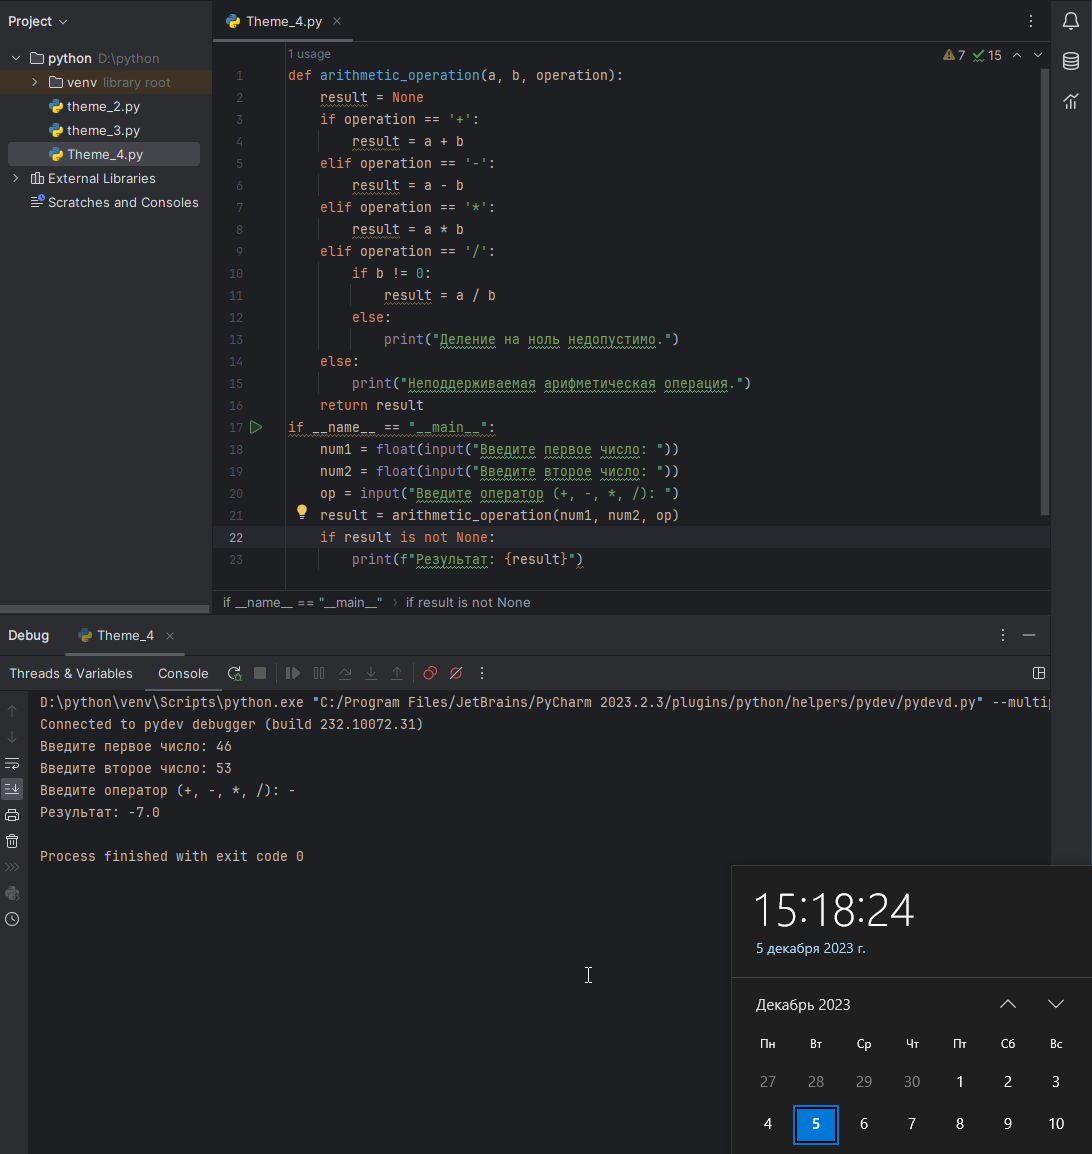 Project
Theme_4.py
python D:\python
venv library root
theme_2.py
theme_3.py
Theme_4.py
External Libraries
Scratches and Consoles
1 usage
7 15
1 def arithmetic_operation(a, b, operation):
2 result = None
3 if operation == '+':
4 result = a + b
5 elif operation == '-':
6 result = a - b
7 elif operation == '*':
8 result = a * b
9 elif operation == '/':
10 if b != 0:
11 result = a / b
12 else:
13 print("Деление на ноль недопустимо.")
14 else:
15 print("Неподдерживаемая арифметическая операция.")
16 return result
17 if __name__ == "__main__":
18 num1 = float(input("Введите первое число: "))
19 num2 = float(input("Введите второе число: "))
20 op = input("Введите оператор (+, -, *, /): ")
21 result = arithmetic_operation(num1, num2, op)
22 if result is not None:
23 print(f"Результат: {result}")
if __name__ == "__main__" › if result is not None
Debug Theme_4
Threads & Variables Console
D:\python\venv\Scripts\python.exe "C:/Program Files/JetBrains/PyCharm 2023.2.3/plugins/python/helpers/pydev/pydevd.py" --multip
Connected to pydev debugger (build 232.10072.31)
Введите первое число: 46
Введите второе число: 53
Введите оператор (+, -, *, /): -
Результат: -7.0
Process finished with exit code 0
15:18:24
5 декабря 2023 г.
Декабрь 2023
Пн Вт Ср Чт Пт Сб Вс
27 28 29 30 1 2 3
4 5 6 7 8 9 10